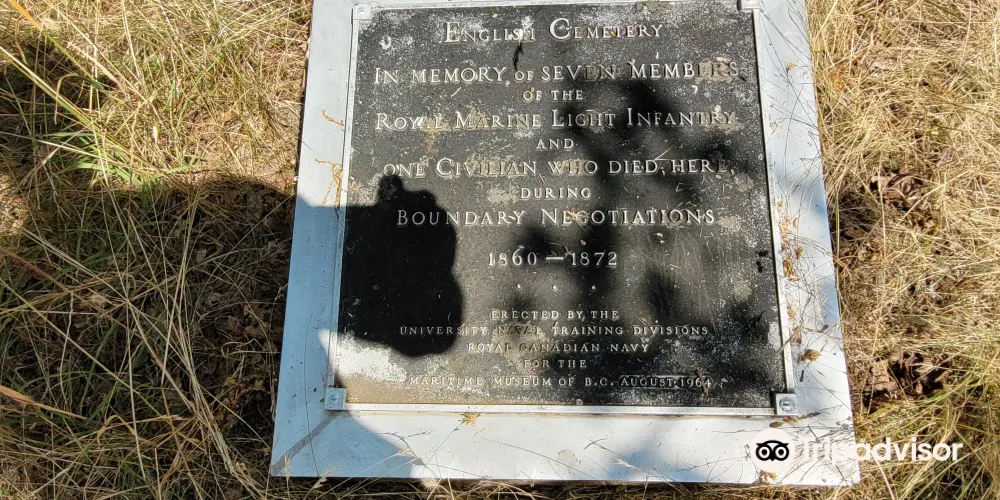 ENGLISH CEMETERY
IN MEMORY OF SEVEN MEMBERS
OF THE
ROYAL MARINE LIGHT INFANTRY
AND
ONE CIVILIAN WHO DIED HERE,
DURING
BOUNDARY NEGOTIATIONS
1860 — 1872
ERECTED BY THE
UNIVERSITY NAVAL TRAINING DIVISIONS
ROYAL CANADIAN NAVY
FOR THE
MARITIME MUSEUM OF B.C. AUGUST, 1964
Tripadvisor